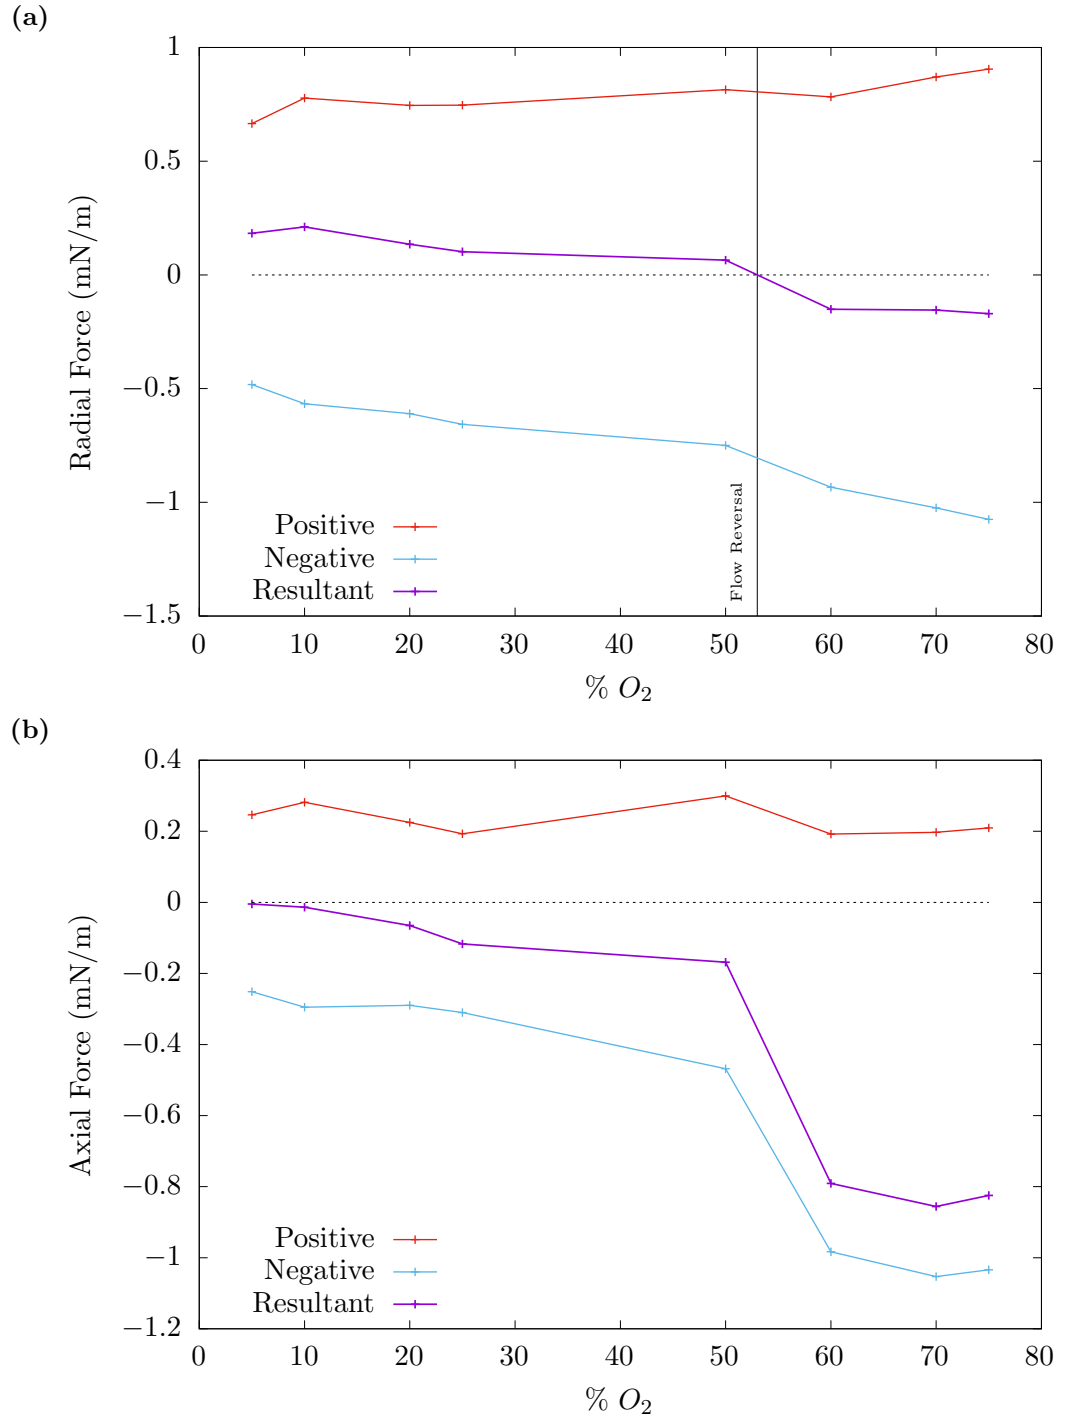 (a)
1
0.5
0
−0.5
−1
−1.5
Radial Force (mN/m)
Positive
Negative
Resultant
Flow Reversal
0 10 20 30 40 50 60 70 80
% O₂
(b)
0.4
0.2
0
−0.2
−0.4
−0.6
−0.8
−1
−1.2
Axial Force (mN/m)
Positive
Negative
Resultant
0 10 20 30 40 50 60 70 80
% O₂